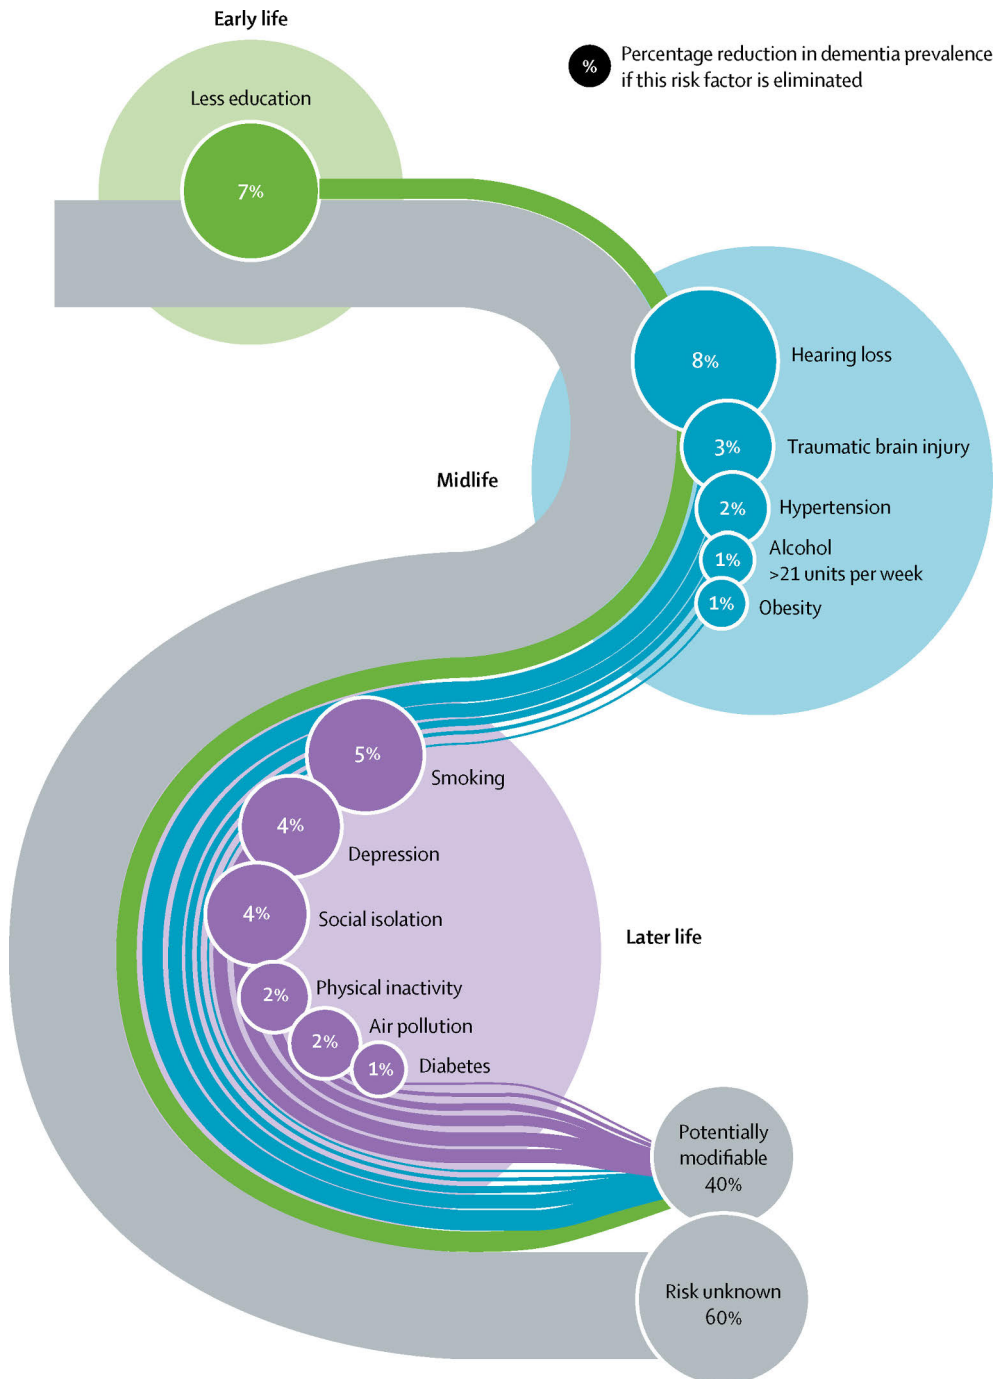 Early life
%
Percentage reduction in dementia prevalence
if this risk factor is eliminated
Less education
7%
8%
Hearing loss
3%
Traumatic brain injury
Midlife
2%
Hypertension
1%
Alcohol
>21 units per week
1%
Obesity
5%
Smoking
4%
Depression
4%
Social isolation
Later life
2%
Physical inactivity
2%
Air pollution
1%
Diabetes
Potentially
modifiable
40%
Risk unknown
60%